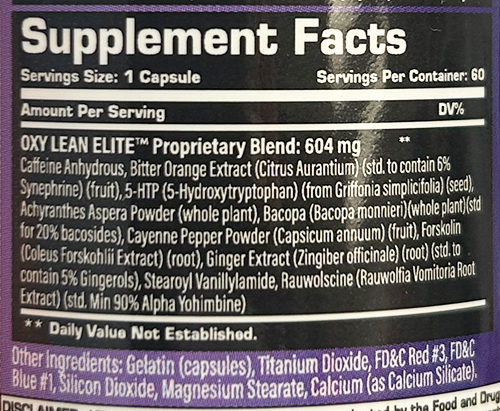 Supplement Facts
Servings Size: 1 Capsule Servings Per Container: 60
Amount Per Serving DV%
OXY LEAN ELITE™ Proprietary Blend: 604 mg **
Caffeine Anhydrous, Bitter Orange Extract (Citrus Aurantium) (std. to contain 6%
Synephrine) (fruit), 5-HTP (5-Hydroxytryptophan) (from Griffonia simplicifolia) (seed),
Achyranthes Aspera Powder (whole plant), Bacopa (Bacopa monnieri)(whole plant)(std
for 20% bacosides), Cayenne Pepper Powder (Capsicum annuum) (fruit), Forskolin
(Coleus Forskohlii Extract) (root), Ginger Extract (Zingiber officinale) (root) (std. to
contain 5% Gingerols), Stearoyl Vanillylamide, Rauwolscine (Rauwolfia Vomitoria Root
Extract) (std. Min 90% Alpha Yohimbine)
** Daily Value Not Established.
Other Ingredients: Gelatin (capsules), Titanium Dioxide, FD&C Red #3, FD&C
Blue #1, Silicon Dioxide, Magnesium Stearate, Calcium (as Calcium Silicate).
by the Food and Drug